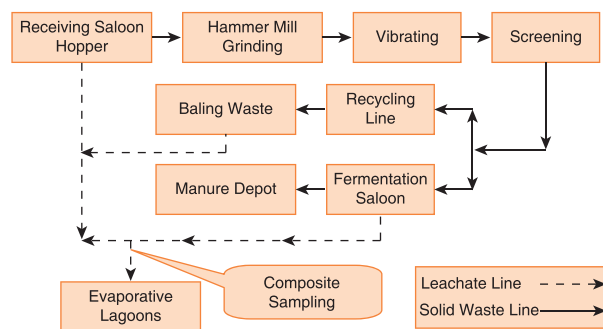 Receiving Saloon
Hopper
Hammer Mill
Grinding
Vibrating
Screening
Baling Waste
Recycling
Line
Manure Depot
Fermentation
Saloon
Composite
Sampling
Evaporative
Lagoons
Leachate Line
Solid Waste Line